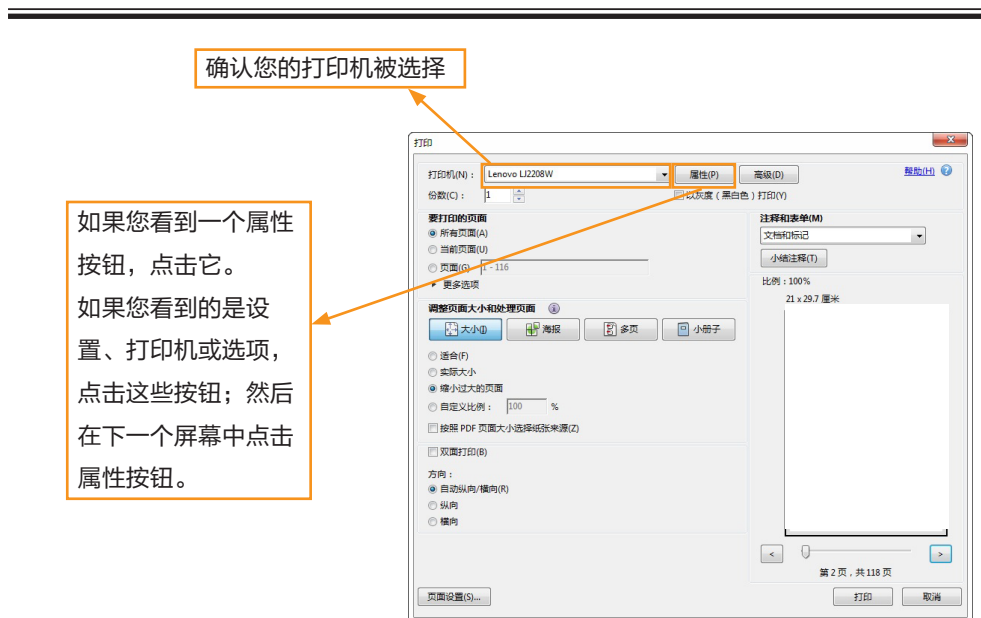 确认您的打印机被选择
如果您看到一个属性
按钮，点击它。
如果您看到的是设
置、打印机或选项，
点击这些按钮；然后
在下一个屏幕中点击
属性按钮。
打印
打印机(N)： Lenovo LJ2208W 属性(P) 高级(D) 帮助(H)
份数(C)： 1 以灰度（黑白色）打印(Y)
要打印的页面
所有页面(A)
当前页面(U)
页面(G) 1 - 116
更多选项
调整页面大小和处理页面
大小(I) 海报 多页 小册子
适合(F)
实际大小
缩小过大的页面
自定义比例： 100 %
按照 PDF 页面大小选择纸张来源(Z)
双面打印(B)
方向：
自动纵向/横向(R)
纵向
横向
注释和表单(M)
文档和标记
小结注释(T)
比例：100%
21 x 29.7 厘米
< >
第 2 页，共 118 页
页面设置(S)... 打印 取消